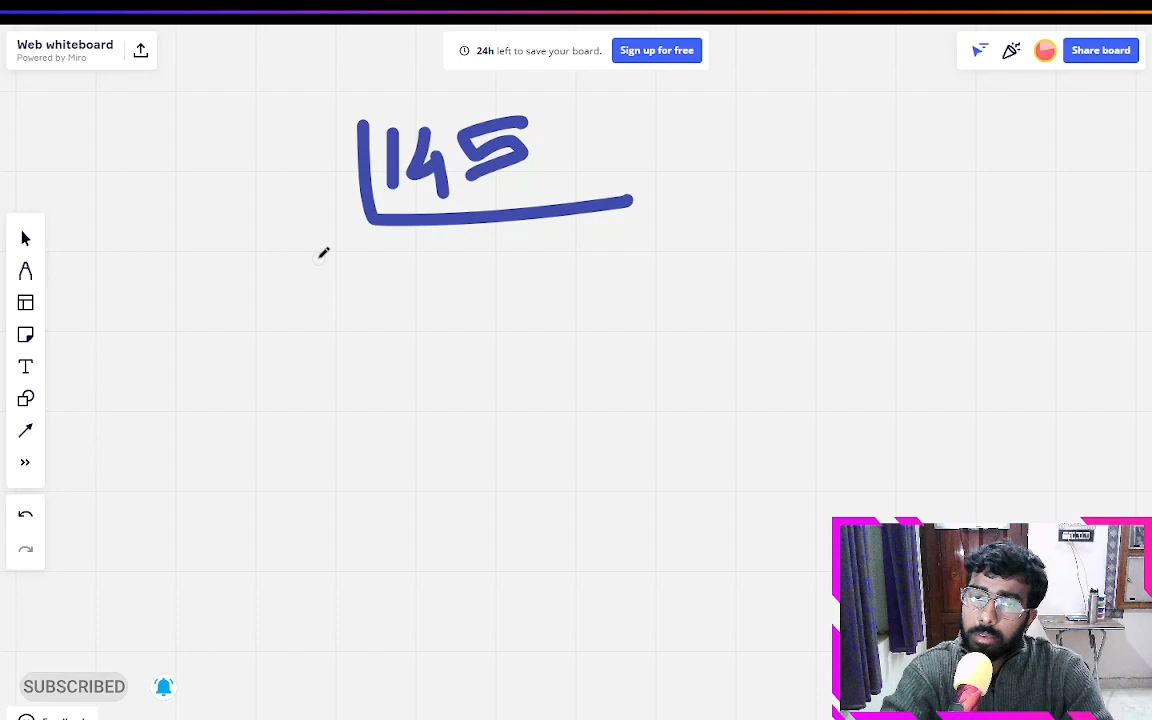 Web whiteboard
Powered by Miro
24h left to save your board.
Sign up for free
Share board
145
T
SUBSCRIBED